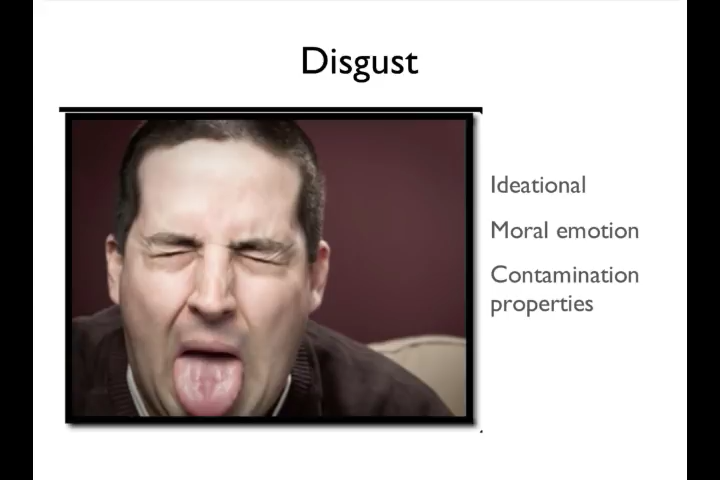 Disgust
Ideational
Moral emotion
Contamination
properties